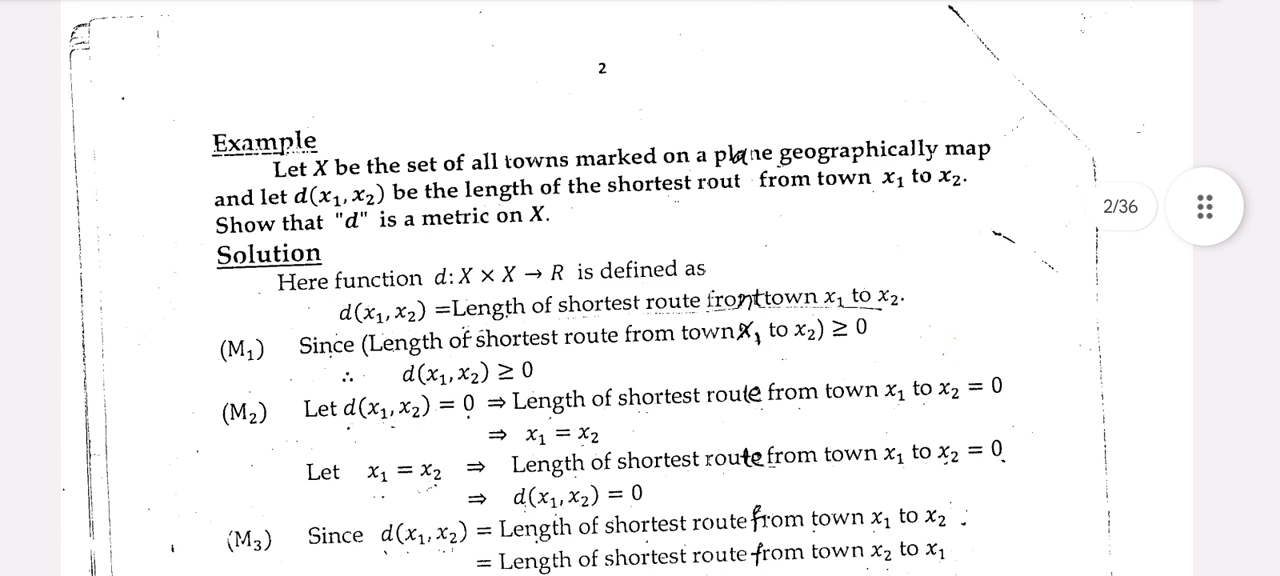 2
Example
Let X be the set of all towns marked on a plane geographically map
and let d(x₁, x₂) be the length of the shortest rout from town x₁ to x₂.
Show that "d" is a metric on X.
Solution
Here function d: X × X → R is defined as
d(x₁, x₂) =Length of shortest route fromttown x₁ to x₂.
(M₁) Since (Length of shortest route from town x₁ to x₂) ≥ 0
∴ d(x₁, x₂) ≥ 0
(M₂) Let d(x₁, x₂) = 0 ⇒ Length of shortest route from town x₁ to x₂ = 0
⇒ x₁ = x₂
Let x₁ = x₂ ⇒ Length of shortest route from town x₁ to x₂ = 0.
⇒ d(x₁, x₂) = 0
(M₃) Since d(x₁, x₂) = Length of shortest route from town x₁ to x₂
= Length of shortest route from town x₂ to x₁
2/36